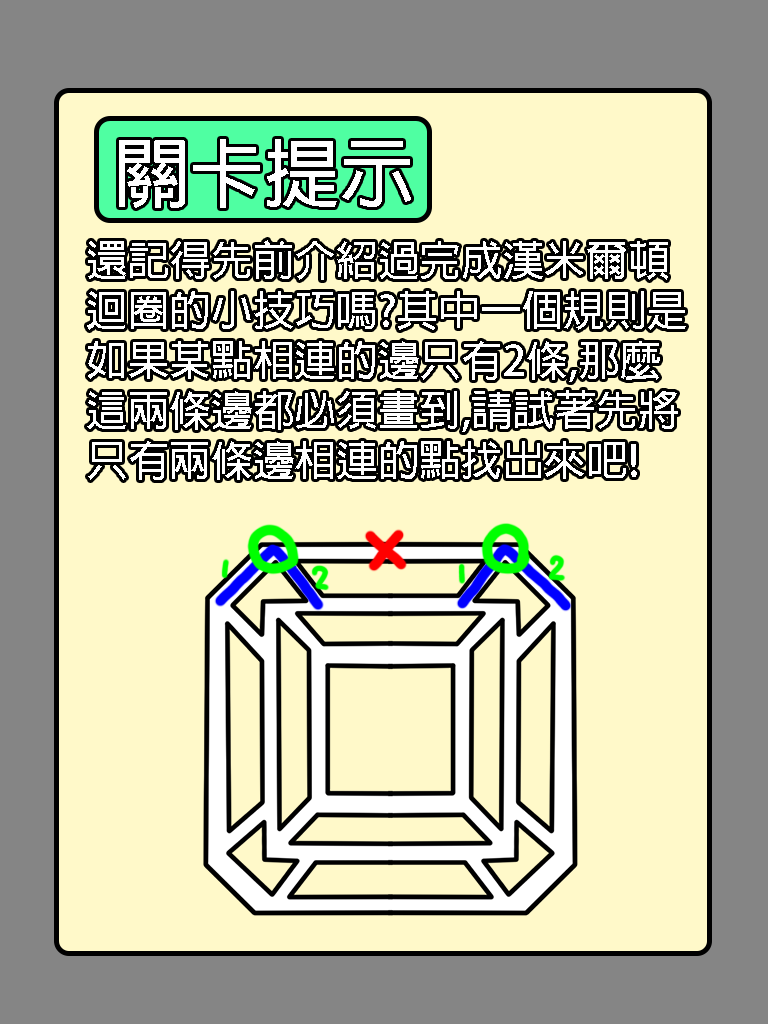 關卡提示
還記得先前介紹過完成漢米爾頓
迴圈的小技巧嗎?其中一個規則是
如果某點相連的邊只有2條,那麼
這兩條邊都必須畫到,請試著先將
只有兩條邊相連的點找出來吧!
1 2 1 2